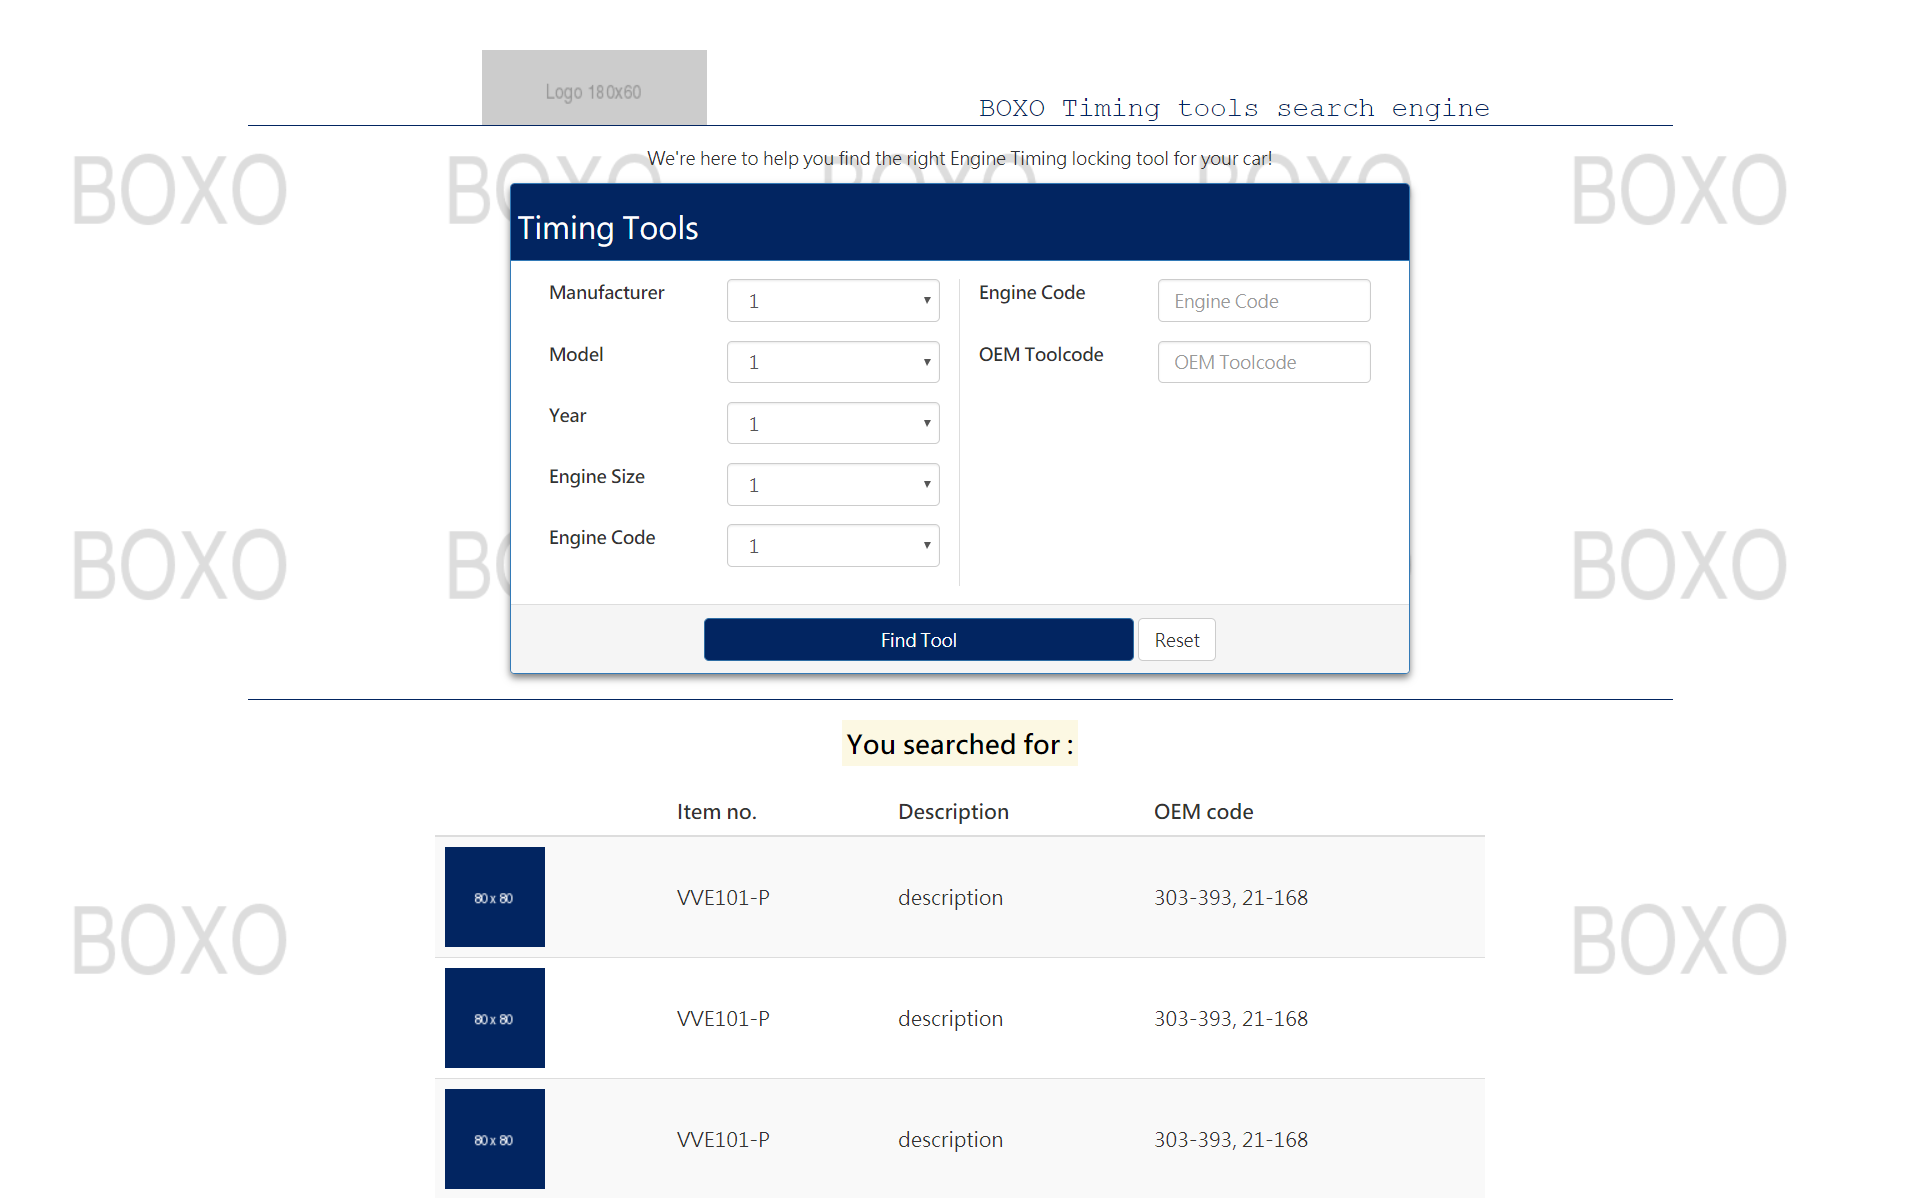 Logo 180x60
BOXO Timing tools search engine
We're here to help you find the right Engine Timing locking tool for your car!
BOXO BOXO BOXO BOXO BOXO
Timing Tools
Manufacturer 1 Engine Code Engine Code
Model 1 OEM Toolcode OEM Toolcode
Year 1
Engine Size 1
Engine Code 1
BOXO BO BOXO
Find Tool Reset
You searched for :
Item no. Description OEM code
80 x 80 VVE101-P description 303-393, 21-168
BOXO BOXO
80 x 80 VVE101-P description 303-393, 21-168
80 x 80 VVE101-P description 303-393, 21-168